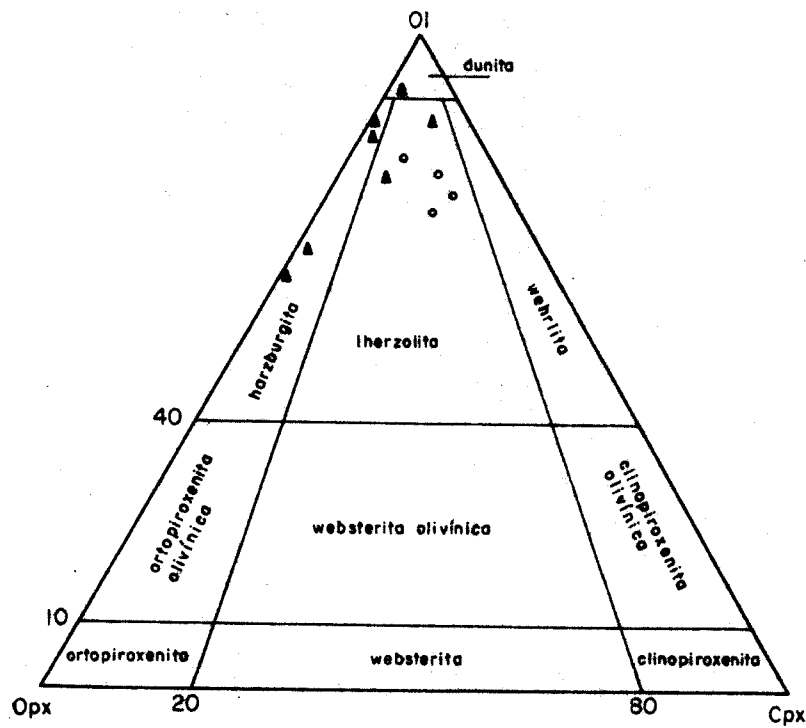 Ol
dunita
harzburgita
lherzolita
wehrlita
40
ortopiroxenita
olivínica
websterita olivínica
clinopiroxenita
olivínica
10
ortopiroxenita
websterita
clinopiroxenita
Opx
20
80
Cpx